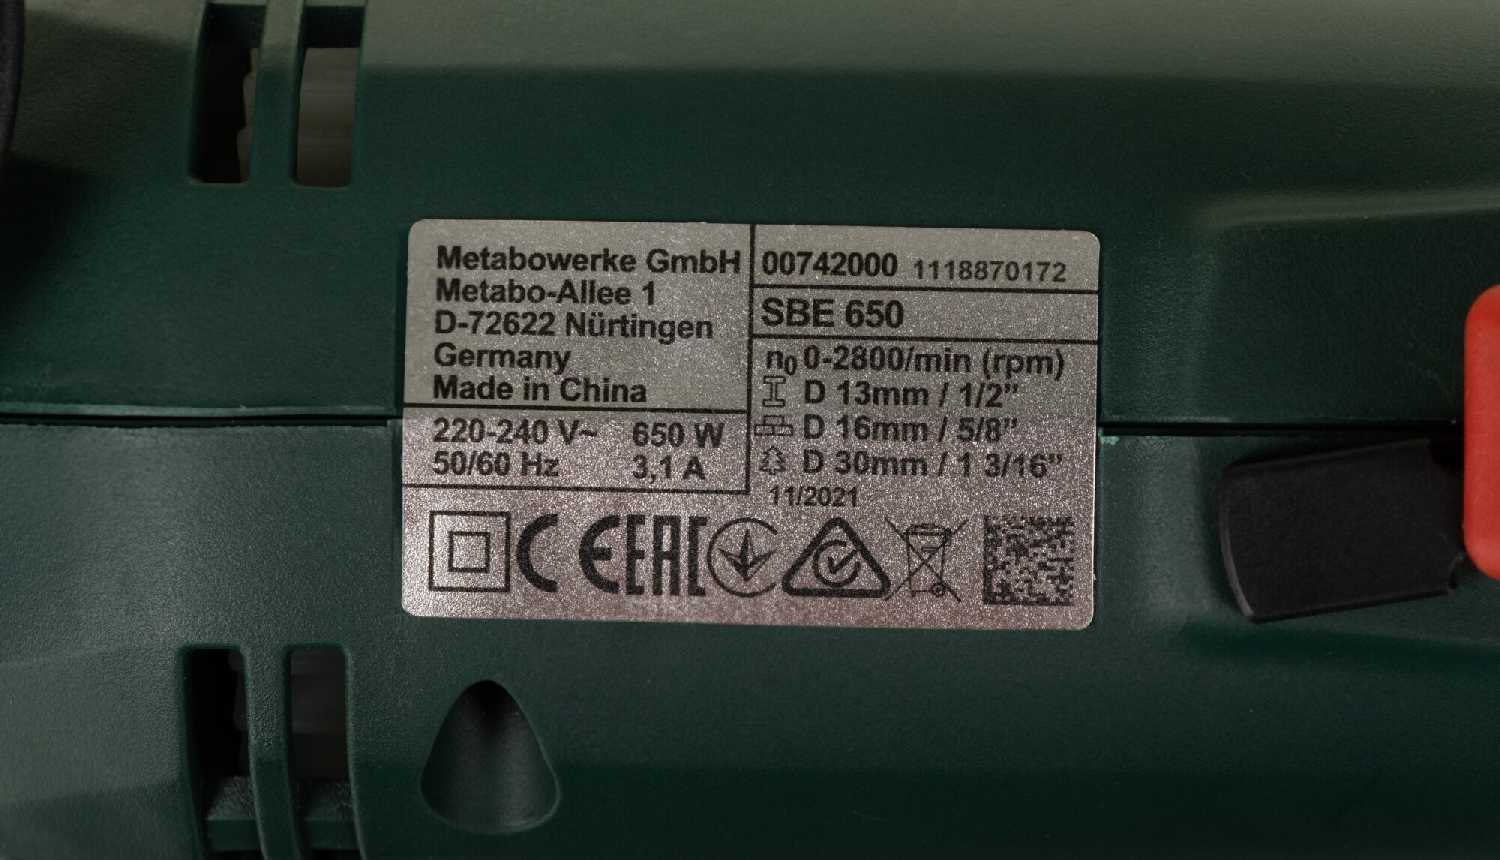 Metabowerke GmbH
Metabo-Allee 1
D-72622 Nürtingen
Germany
Made in China
220-240 V~ 650 W
50/60 Hz 3,1 A
00742000 1118870172
SBE 650
n₀ 0-2800/min (rpm)
D 13mm / 1/2”
D 16mm / 5/8”
D 30mm / 1 3/16”
11/2021
CE EAC